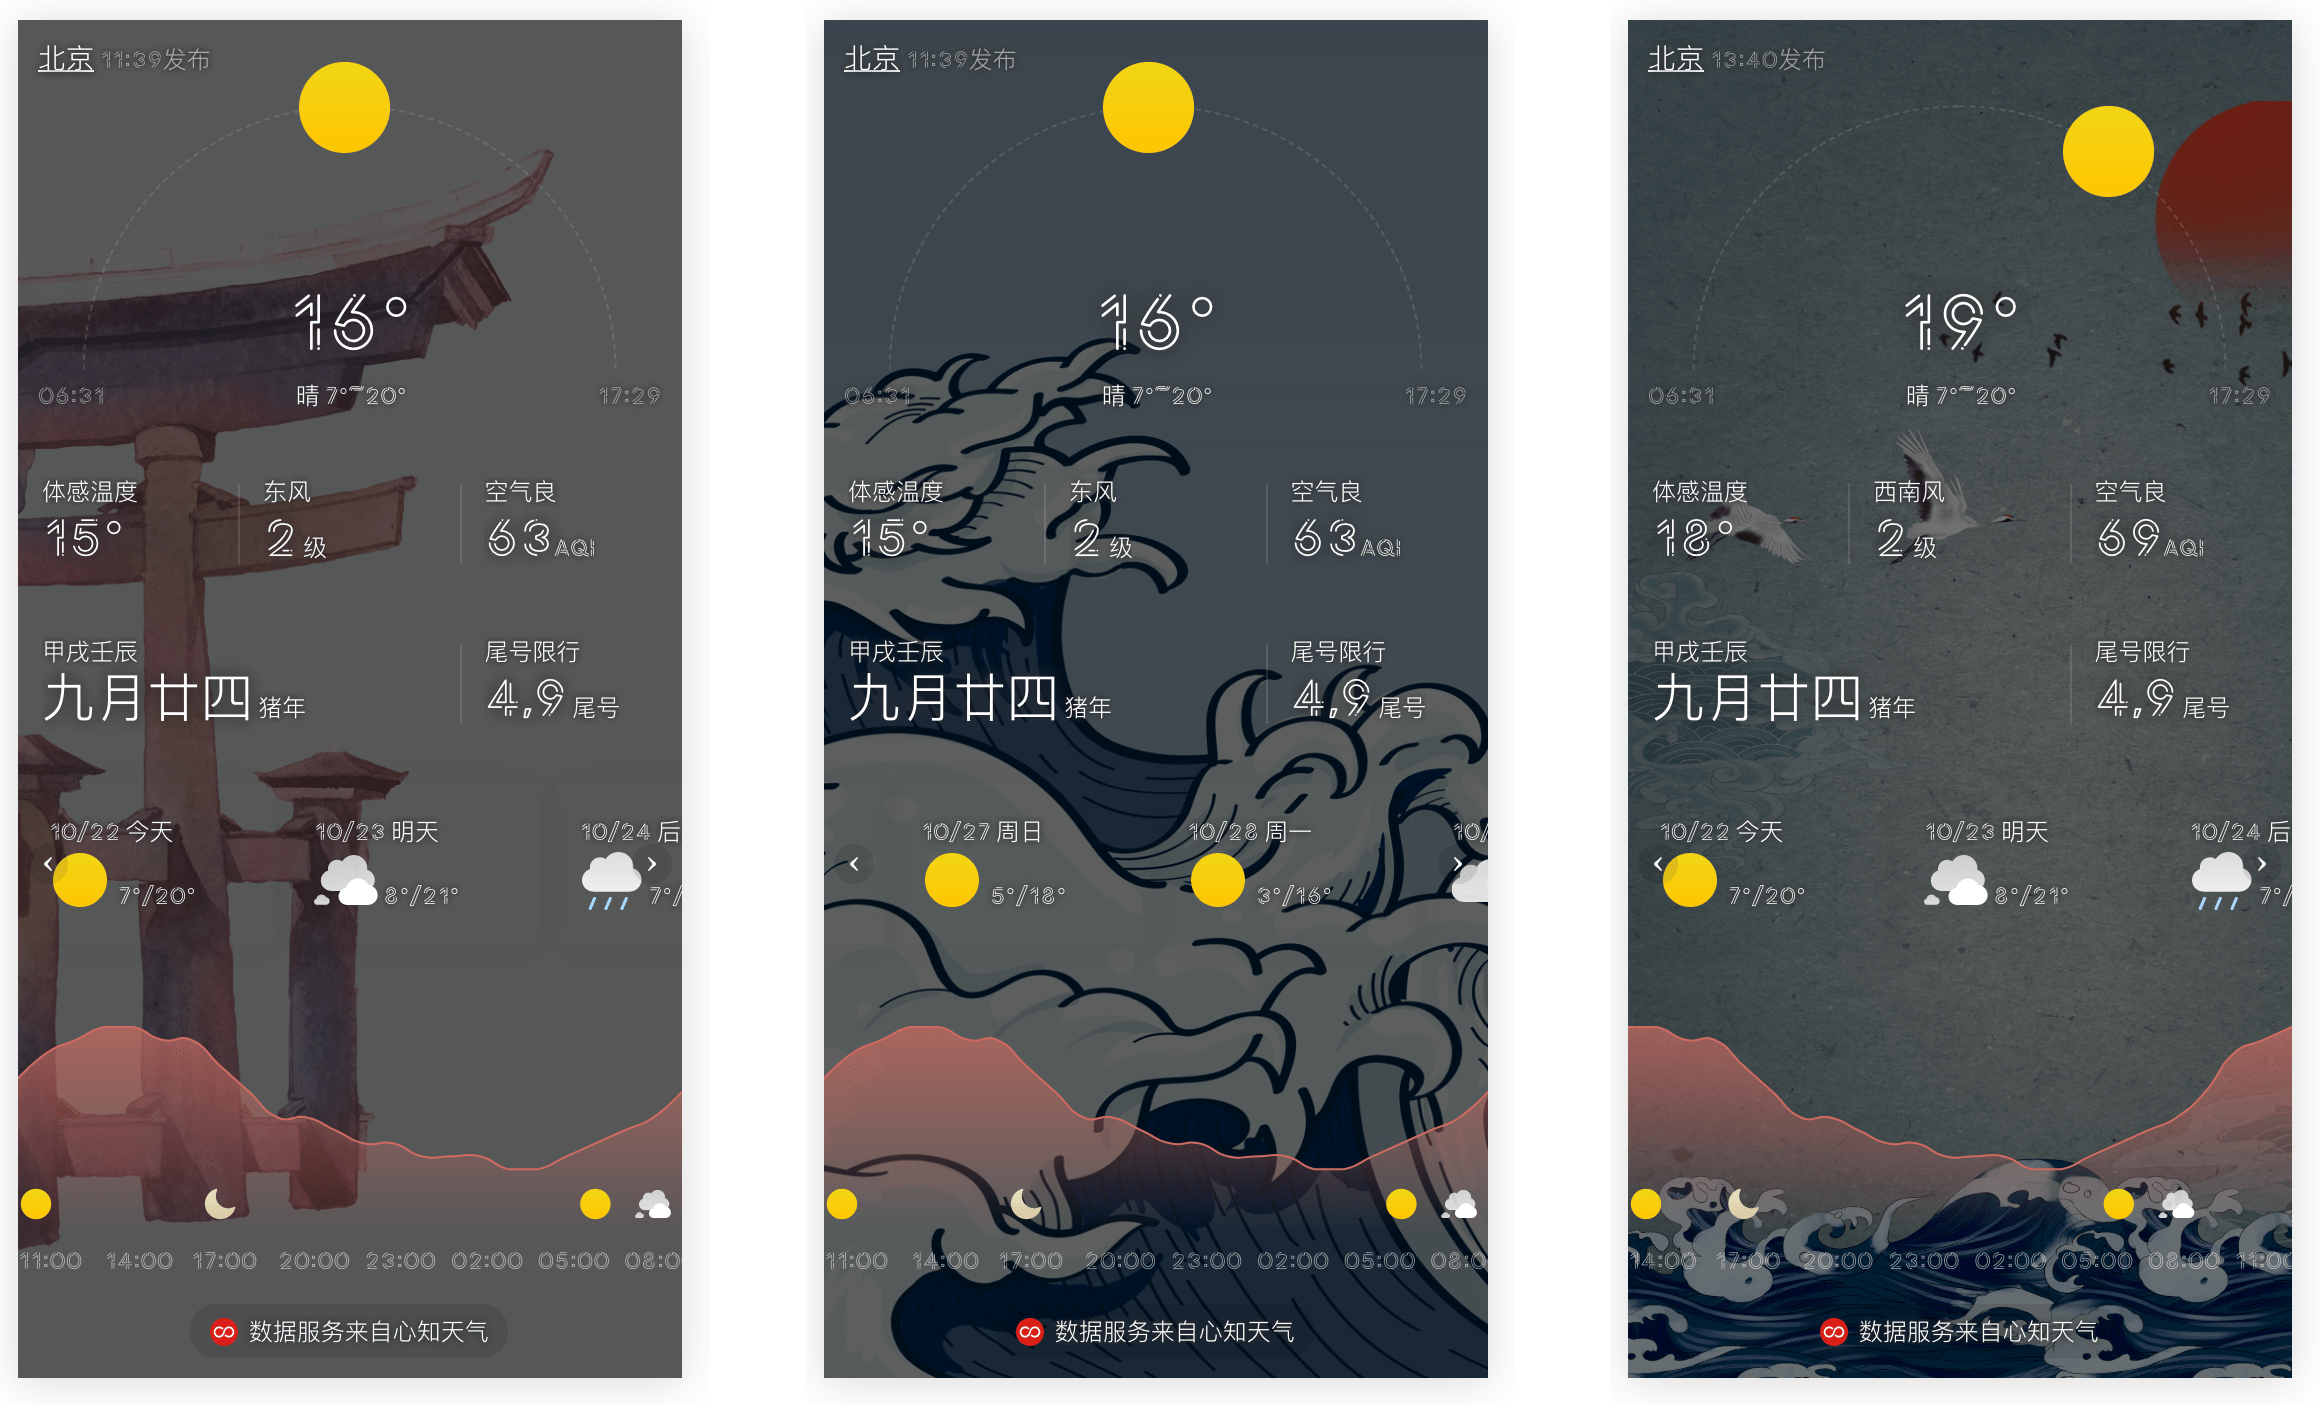 北京 11:39发布
16°
06:31 晴 7°~20° 17:29
体感温度 东风 空气良
15° 2 级 63 AQI
甲戌壬辰 尾号限行
九月廿四 猪年 4,9 尾号
10/22 今天 10/23 明天 10/24 后
‹ 7°/20° 8°/21° 7°/ ›
11:00 14:00 17:00 20:00 23:00 02:00 05:00 08:0
数据服务来自心知天气
北京 11:39发布
16°
06:31 晴 7°~20° 17:29
体感温度 东风 空气良
15° 2 级 63 AQI
甲戌壬辰 尾号限行
九月廿四 猪年 4,9 尾号
10/27 周日 10/28 周一 10/
‹ 5°/18° 3°/16° ›
11:00 14:00 17:00 20:00 23:00 02:00 05:00 08:0
数据服务来自心知天气
北京 13:40发布
19°
06:31 晴 7°~20° 17:29
体感温度 西南风 空气良
18° 2 级 69 AQI
甲戌壬辰 尾号限行
九月廿四 猪年 4,9 尾号
10/22 今天 10/23 明天 10/24 后
‹ 7°/20° 8°/21° 7°/ ›
14:00 17:00 20:00 23:00 02:00 05:00 08:00 11:00
数据服务来自心知天气